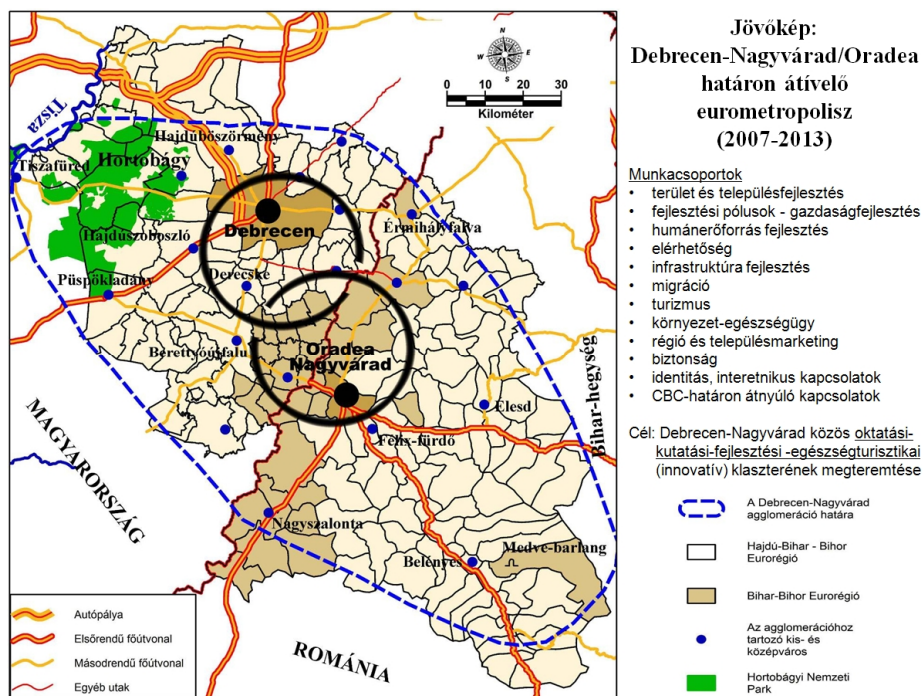 Jövőkép:
Debrecen-Nagyvárad/Oradea
határon átívelő
eurometropolisz
(2007-2013)
Munkacsoportok
• terület és településfejlesztés
• fejlesztési pólusok - gazdaságfejlesztés
• humánerőforrás fejlesztés
• elérhetőség
• infrastruktúra fejlesztés
• migráció
• turizmus
• környezet-egészségügy
• régió és településmarketing
• biztonság
• identitás, interetnikus kapcsolatok
• CBC-határon átnyúló kapcsolatok
Cél: Debrecen-Nagyvárad közös oktatási-
kutatási-fejlesztési -egészségturisztikai
(innovatív) klaszterének megteremtése
A Debrecen-Nagyvárad
agglomeráció határa
Hajdú-Bihar - Bihor
Eurorégió
Bihar-Bihor Eurorégió
Az agglomerációhoz
tartozó kis- és
középváros
Hortobágyi Nemzeti
Park
N
W E
S
0 10 20 30
Kilométer
Tisza
Hajdúböszörmény
Tiszafüred
Hortobágy
Debrecen
Érmihályfalva
Hajdúszoboszló
Derecske
Püspökladány
Berettyóújfalu
Oradea
Nagyvárad
Élesd
Bihar-hegység
Félix-fürdő
MAGYARORSZÁG
Nagyszalonta
Medve-barlang
Belényes
ROMÁNIA
Autópálya
Elsőrendű főútvonal
Másodrendű főútvonal
Egyéb utak